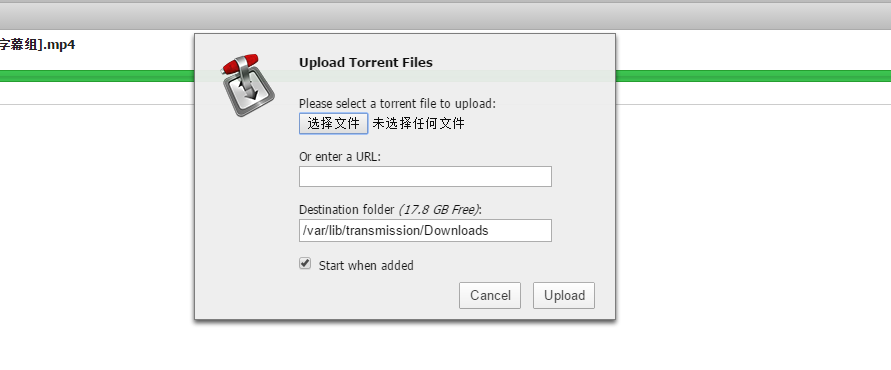 字幕组].mp4
Upload Torrent Files
Please select a torrent file to upload:
选择文件 未选择任何文件
Or enter a URL:
Destination folder (17.8 GB Free):
/var/lib/transmission/Downloads
Start when added
Cancel Upload